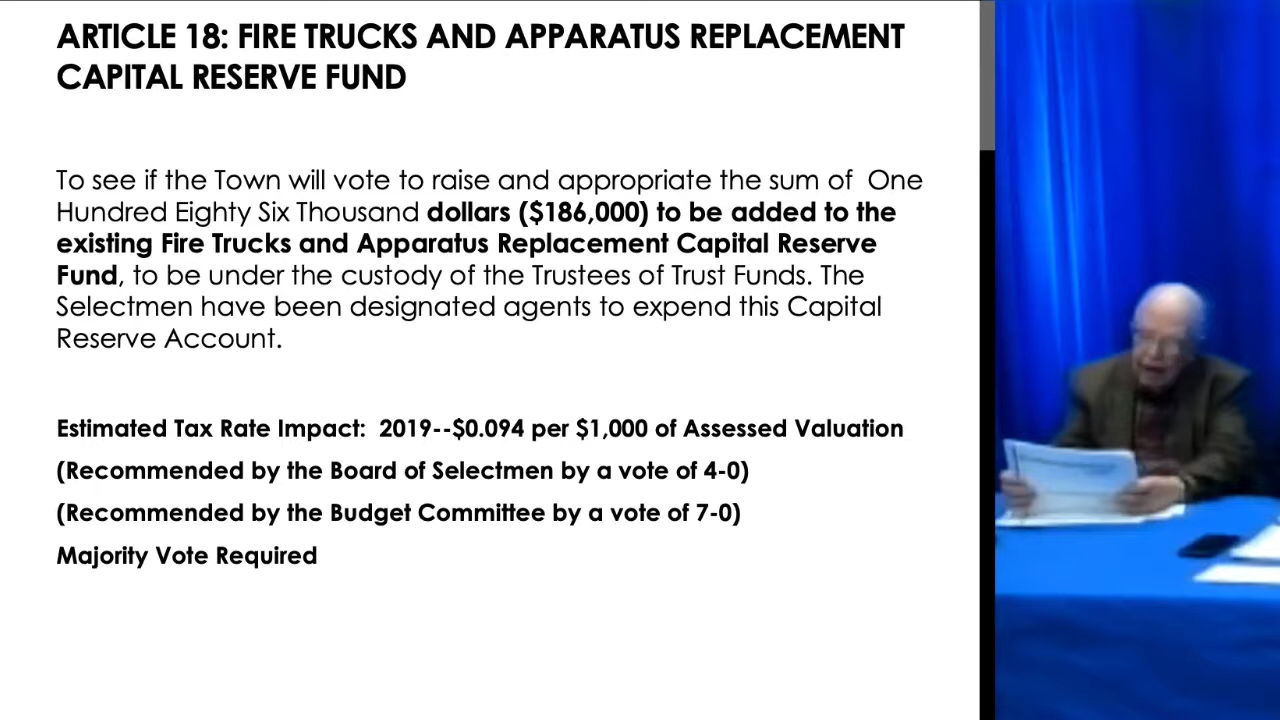 ARTICLE 18: FIRE TRUCKS AND APPARATUS REPLACEMENT
CAPITAL RESERVE FUND
To see if the Town will vote to raise and appropriate the sum of  One
Hundred Eighty Six Thousand dollars ($186,000) to be added to the
existing Fire Trucks and Apparatus Replacement Capital Reserve
Fund, to be under the custody of the Trustees of Trust Funds. The
Selectmen have been designated agents to expend this Capital
Reserve Account.
Estimated Tax Rate Impact:  2019--$0.094 per $1,000 of Assessed Valuation
(Recommended by the Board of Selectmen by a vote of 4-0)
(Recommended by the Budget Committee by a vote of 7-0)
Majority Vote Required